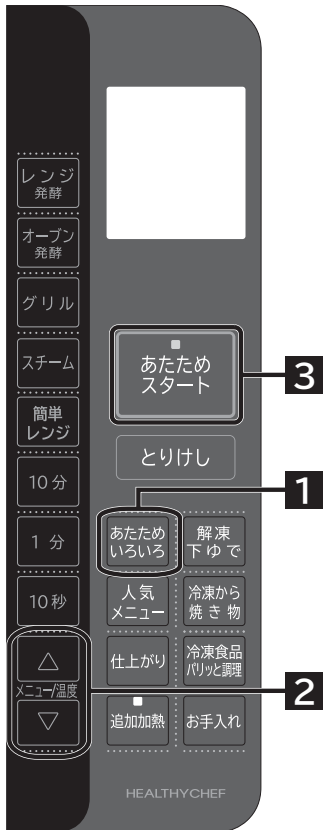 レンジ
発酵
オーブン
発酵
グリル
スチーム
簡単
レンジ
10分
1分
10秒
△
メニュー/温度
▽
あたため
スタート
3
とりけし
1
あたため
いろいろ
解凍
下ゆで
人気
メニュー
冷凍から
焼き物
仕上がり
冷凍食品
パリッと調理
2
追加加熱
お手入れ
HEALTHYCHEF